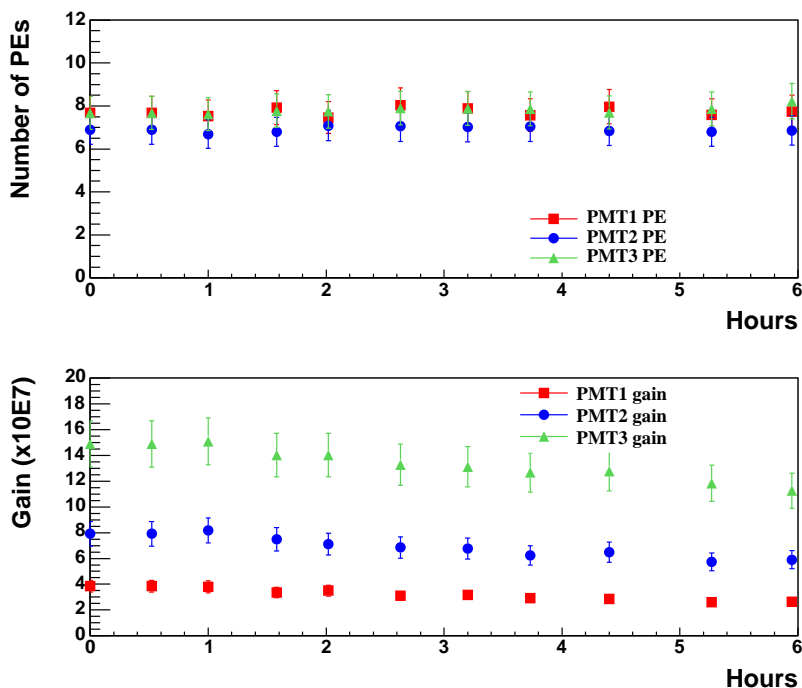 Number of PEs
12
10
8
6
4
2
0
PMT1 PE
PMT2 PE
PMT3 PE
0 1 2 3 4 5 6
Hours
Gain (x10E7)
20
18
16
14
12
10
8
6
4
2
0
PMT1 gain
PMT2 gain
PMT3 gain
0 1 2 3 4 5 6
Hours